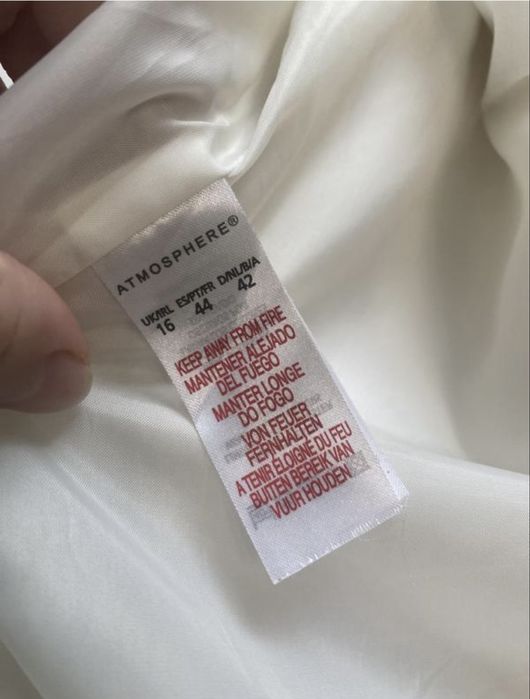 ATMOSPHERE®
UK/IRL ES/PT/FR D/NL/B/A
16 44 42
KEEP AWAY FROM FIRE
MANTENER ALEJADO
DEL FUEGO
MANTER LONGE
DO FOGO
VON FEUER
FERNHALTEN
A TENIR ÉLOIGNE DU FEU
BUITEN BEREIK VAN
VUUR HOUDEN